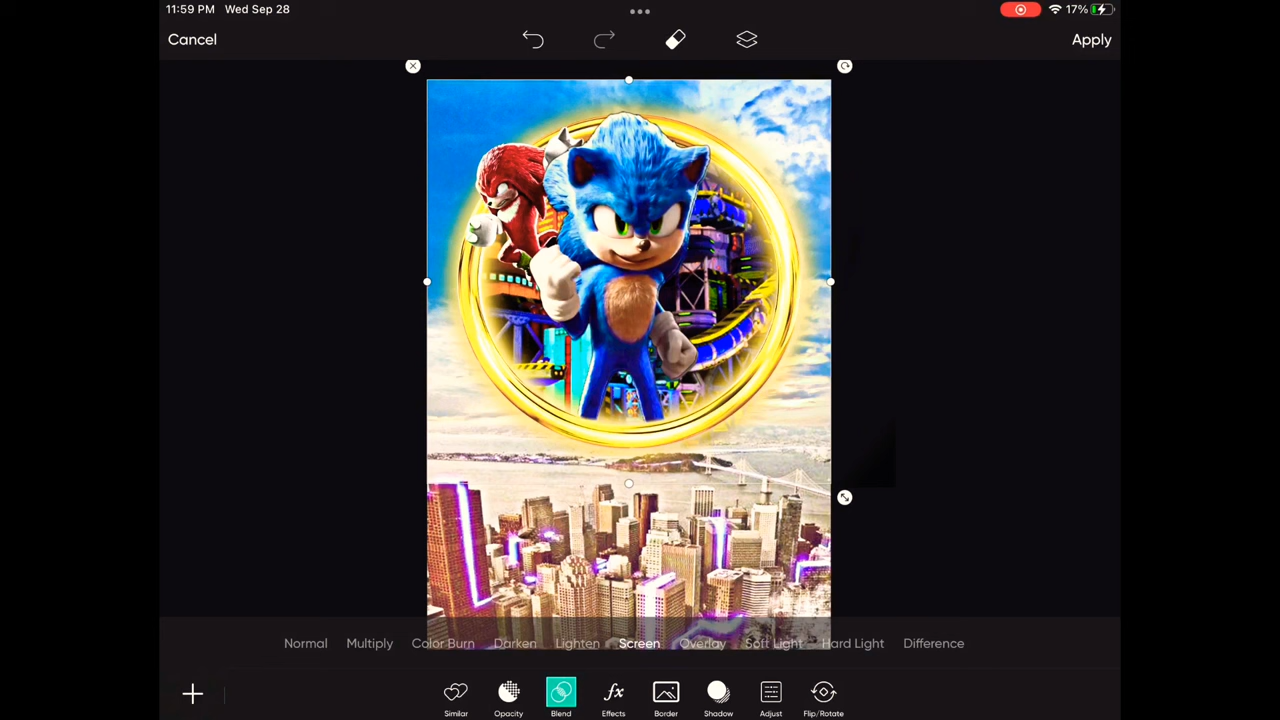 11:59 PM Wed Sep 28
17%
Cancel
Apply
Normal Multiply Color Burn Darken Lighten Screen Overlay Soft Light Hard Light Difference
Similar Opacity Blend Effects Border Shadow Adjust Flip/Rotate